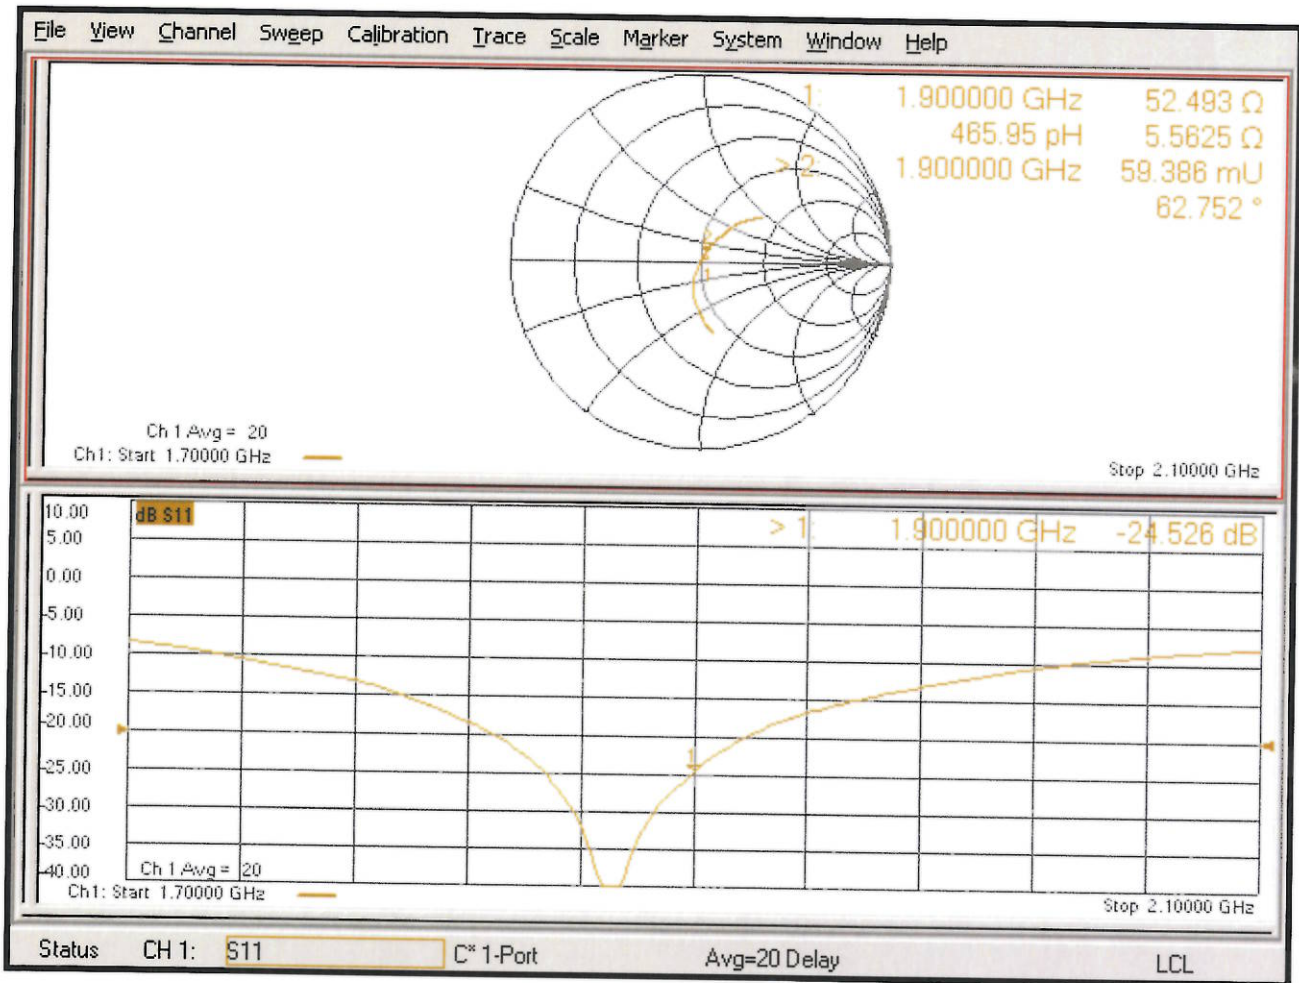 File View Channel Sweep Calibration Trace Scale Marker System Window Help
1: 1.900000 GHz 52.493 Ω
465.95 pH 5.5625 Ω
> 2: 1.900000 GHz 59.386 mU
62.752 °
2
1
Ch 1 Avg = 20
Ch1: Start 1.70000 GHz
Stop 2.10000 GHz
10.00
dB S11
> 1: 1.900000 GHz -24.526 dB
5.00
0.00
-5.00
-10.00
-15.00
-20.00
-25.00
1
-30.00
-35.00
-40.00
Ch 1 Avg = 20
Ch1: Start 1.70000 GHz
Stop 2.10000 GHz
Status CH 1: S11 C* 1-Port Avg=20 Delay LCL